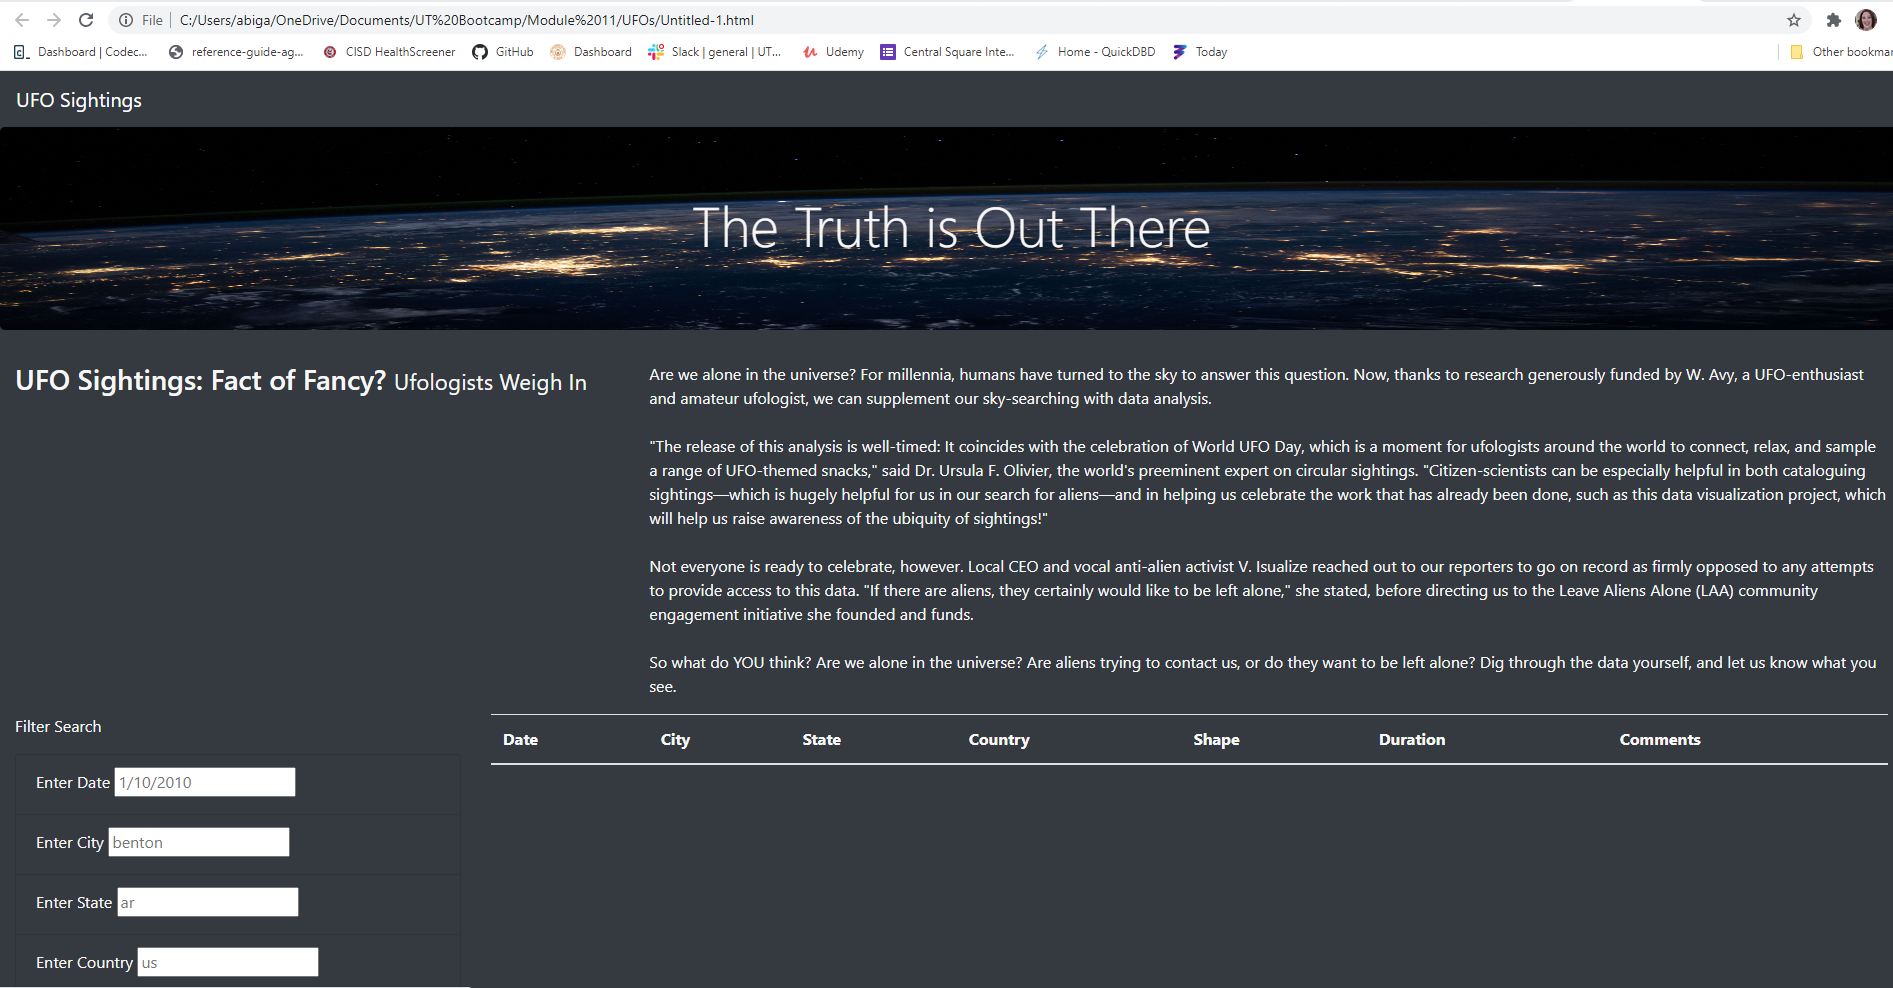 File C:/Users/abiga/OneDrive/Documents/UT%20Bootcamp/Module%2011/UFOs/Untitled-1.html
Dashboard | Codec... reference-guide-ag... CISD HealthScreener GitHub Dashboard Slack | general | UT... Udemy Central Square Inte... Home - QuickDBD Today Other bookmar
UFO Sightings
The Truth is Out There
UFO Sightings: Fact of Fancy? Ufologists Weigh In
Are we alone in the universe? For millennia, humans have turned to the sky to answer this question. Now, thanks to research generously funded by W. Avy, a UFO-enthusiast
and amateur ufologist, we can supplement our sky-searching with data analysis.
"The release of this analysis is well-timed: It coincides with the celebration of World UFO Day, which is a moment for ufologists around the world to connect, relax, and sample
a range of UFO-themed snacks," said Dr. Ursula F. Olivier, the world's preeminent expert on circular sightings. "Citizen-scientists can be especially helpful in both cataloguing
sightings—which is hugely helpful for us in our search for aliens—and in helping us celebrate the work that has already been done, such as this data visualization project, which
will help us raise awareness of the ubiquity of sightings!"
Not everyone is ready to celebrate, however. Local CEO and vocal anti-alien activist V. Isualize reached out to our reporters to go on record as firmly opposed to any attempts
to provide access to this data. "If there are aliens, they certainly would like to be left alone," she stated, before directing us to the Leave Aliens Alone (LAA) community
engagement initiative she founded and funds.
So what do YOU think? Are we alone in the universe? Are aliens trying to contact us, or do they want to be left alone? Dig through the data yourself, and let us know what you
see.
Filter Search
Enter Date 1/10/2010
Enter City benton
Enter State ar
Enter Country us
Date City State Country Shape Duration Comments